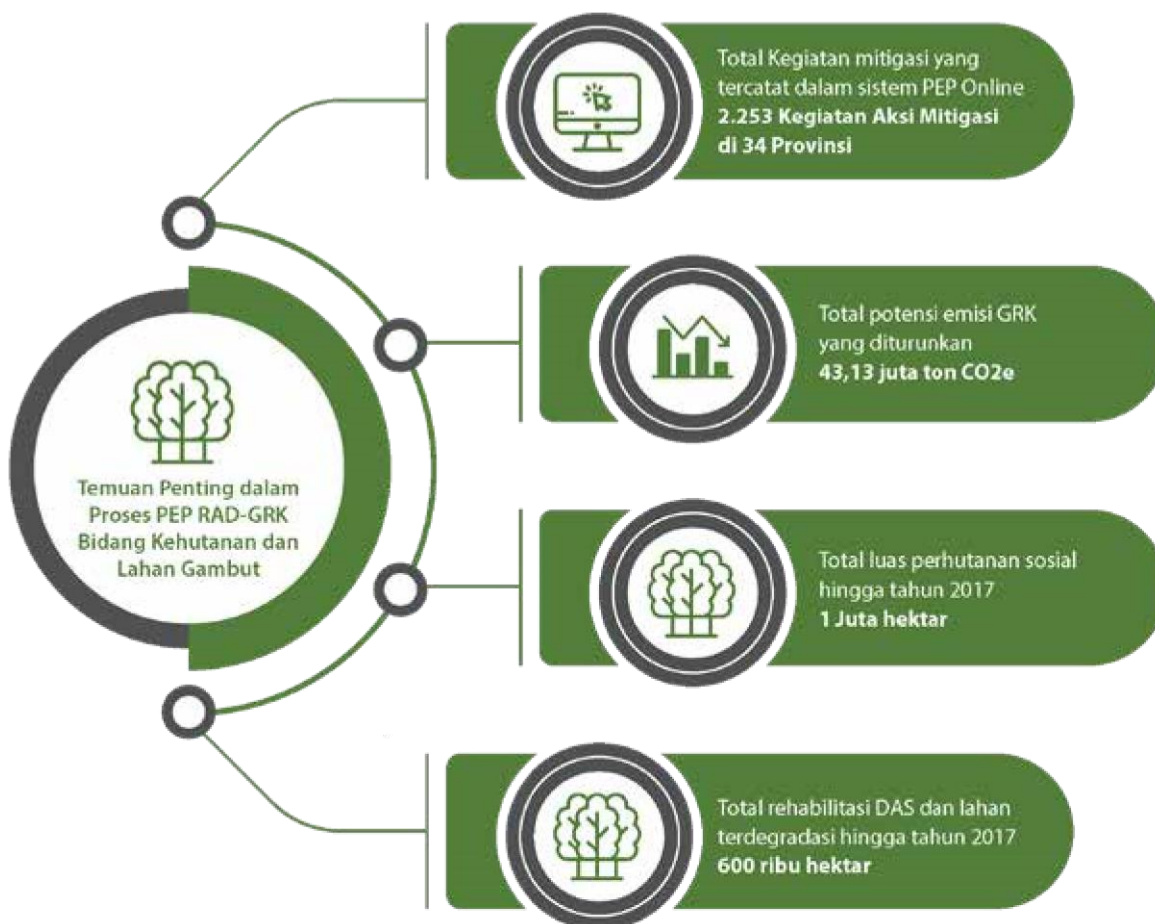 Total Kegiatan mitigasi yang
tercatat dalam sistem PEP Online
2.253 Kegiatan Aksi Mitigasi
di 34 Provinsi
Total potensi emisi GRK
yang diturunkan
43,13 juta ton CO2e
Temuan Penting dalam
Proses PEP RAD-GRK
Bidang Kehutanan dan
Lahan Gambut
Total luas perhutanan sosial
hingga tahun 2017
1 Juta hektar
Total rehabilitasi DAS dan lahan
terdegradasi hingga tahun 2017
600 ribu hektar